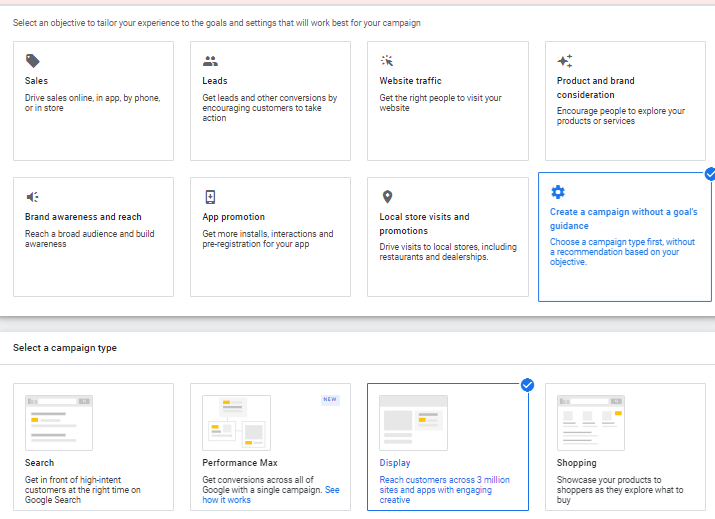 Select an objective to tailor your experience to the goals and settings that will work best for your campaign
Sales
Drive sales online, in app, by phone,
or in store
Leads
Get leads and other conversions by
encouraging customers to take
action
Website traffic
Get the right people to visit your
website
Product and brand
consideration
Encourage people to explore your
products or services
Brand awareness and reach
Reach a broad audience and build
awareness
App promotion
Get more installs, interactions and
pre-registration for your app
Local store visits and
promotions
Drive visits to local stores, including
restaurants and dealerships.
Create a campaign without a goal's
guidance
Choose a campaign type first, without
a recommendation based on your
objective.
Select a campaign type
Search
Get in front of high-intent
customers at the right time on
Google Search
NEW
Performance Max
Get conversions across all of
Google with a single campaign. See
how it works
Display
Reach customers across 3 million
sites and apps with engaging
creative
Shopping
Showcase your products to
shoppers as they explore what to
buy